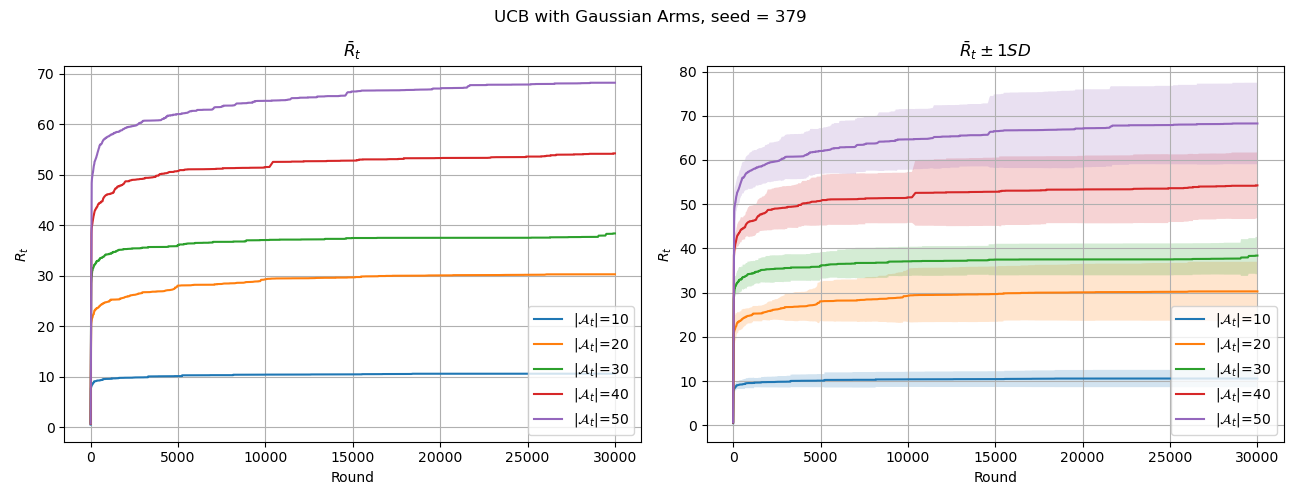 UCB with Gaussian Arms, seed = 379
R̄ₜ
70
60
50
40
30
20
10
0
Rₜ
0 5000 10000 15000 20000 25000 30000
Round
|𝒜ₜ|=10
|𝒜ₜ|=20
|𝒜ₜ|=30
|𝒜ₜ|=40
|𝒜ₜ|=50
R̄ₜ ± 1SD
80
70
60
50
40
30
20
10
0
Rₜ
0 5000 10000 15000 20000 25000 30000
Round
|𝒜ₜ|=10
|𝒜ₜ|=20
|𝒜ₜ|=30
|𝒜ₜ|=40
|𝒜ₜ|=50